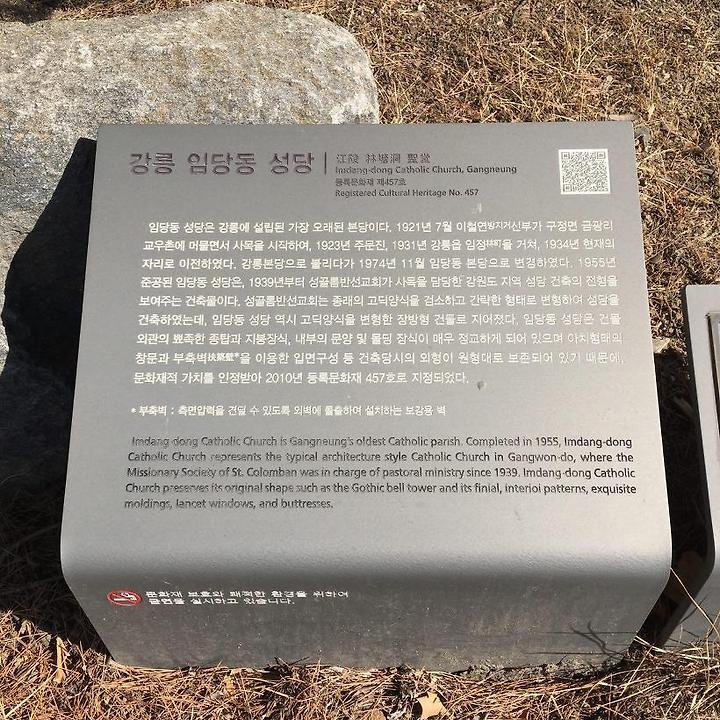 강릉 임당동 성당
江陵 林塘洞 聖堂
Imdang-dong Catholic Church, Gangneung
등록문화재 제457호
Registered Cultural Heritage No. 457
임당동 성당은 강릉에 설립된 가장 오래된 본당이다. 1921년 7월 이철연방지거신부가 구정면 금광리
교우촌에 머물면서 사목을 시작하여, 1923년 주문진, 1931년 강릉읍 임정林町을 거쳐, 1934년 현재의
자리로 이전하였다. 강릉본당으로 불리다가 1974년 11월 임당동 본당으로 변경하였다. 1955년
준공된 임당동 성당은, 1939년부터 성골롬반선교회가 사목을 담당한 강원도 지역 성당 건축의 전형을
보여주는 건축물이다. 성골롬반선교회는 종래의 고딕양식을 검소하고 간략한 형태로 변형하여 성당을
건축하였는데, 임당동 성당 역시 고딕양식을 변형한 장방형 건물로 지어졌다. 임당동 성당은 건물
외관의 뾰족한 종탑과 지붕장식, 내부의 문양 및 몰딩 장식이 매우 정교하게 되어 있으며 아치형태의
창문과 부축벽扶築壁*을 이용한 입면구성 등 건축당시의 외형이 원형대로 보존되어 있기 때문에,
문화재적 가치를 인정받아 2010년 등록문화재 457호로 지정되었다.
* 부축벽 : 측면압력을 견딜 수 있도록 외벽에 돌출하여 설치하는 보강용 벽
Imdang-dong Catholic Church is Gangneung's oldest Catholic parish. Completed in 1955, Imdang-dong
Catholic Church represents the typical architecture style Catholic Church in Gangwon-do, where the
Missionary Society of St. Colomban was in charge of pastoral ministry since 1939. Imdang-dong Catholic
Church preserves its original shape such as the Gothic bell tower and its finial, interioi patterns, exquisite
moldings, lancet windows, and buttresses.
문화재 보호와 쾌적한 환경을 위하여
금연을 실시하고 있습니다.